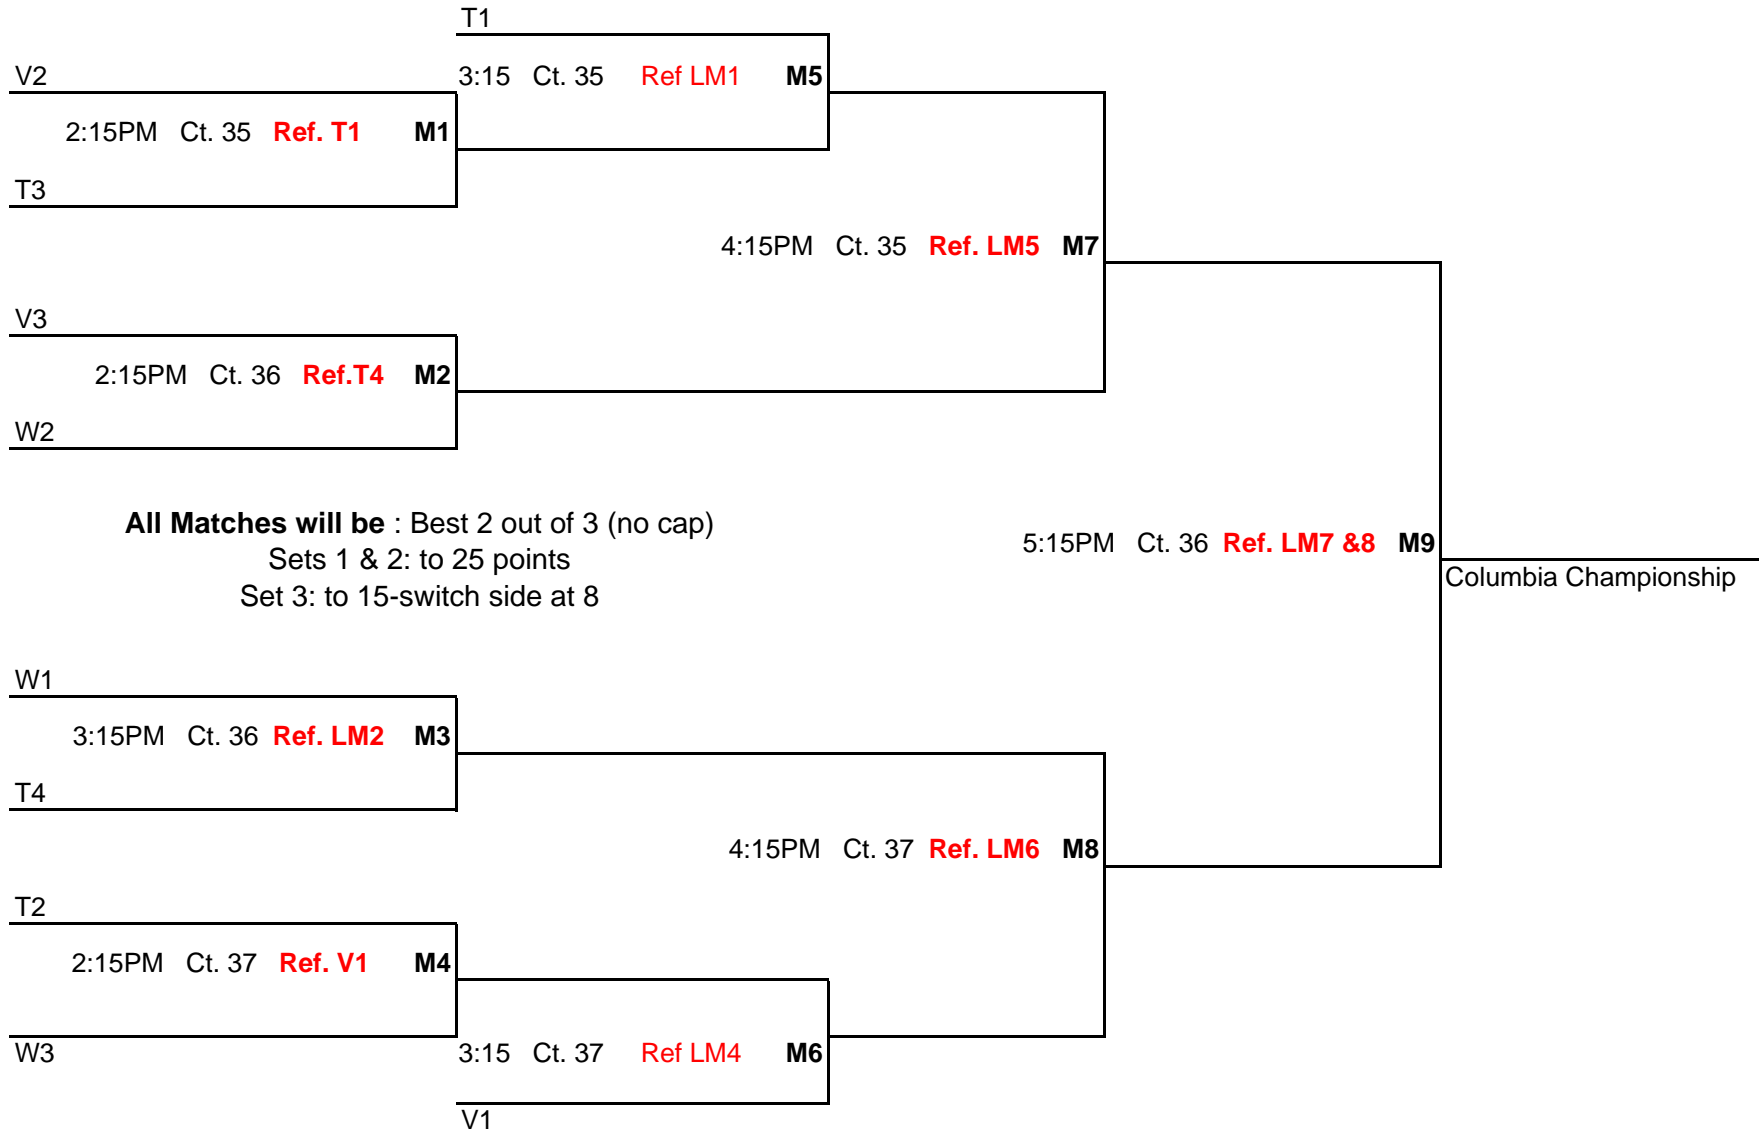 T1
V2
3:15 Ct. 35 Ref LM1 M5
2:15PM Ct. 35 Ref. T1 M1
T3
4:15PM Ct. 35 Ref. LM5 M7
V3
2:15PM Ct. 36 Ref.T4 M2
W2
All Matches will be : Best 2 out of 3 (no cap)
Sets 1 & 2: to 25 points
Set 3: to 15-switch side at 8
5:15PM Ct. 36 Ref. LM7 &8 M9
Columbia Championship
W1
3:15PM Ct. 36 Ref. LM2 M3
T4
4:15PM Ct. 37 Ref. LM6 M8
T2
2:15PM Ct. 37 Ref. V1 M4
W3
3:15 Ct. 37 Ref LM4 M6
V1